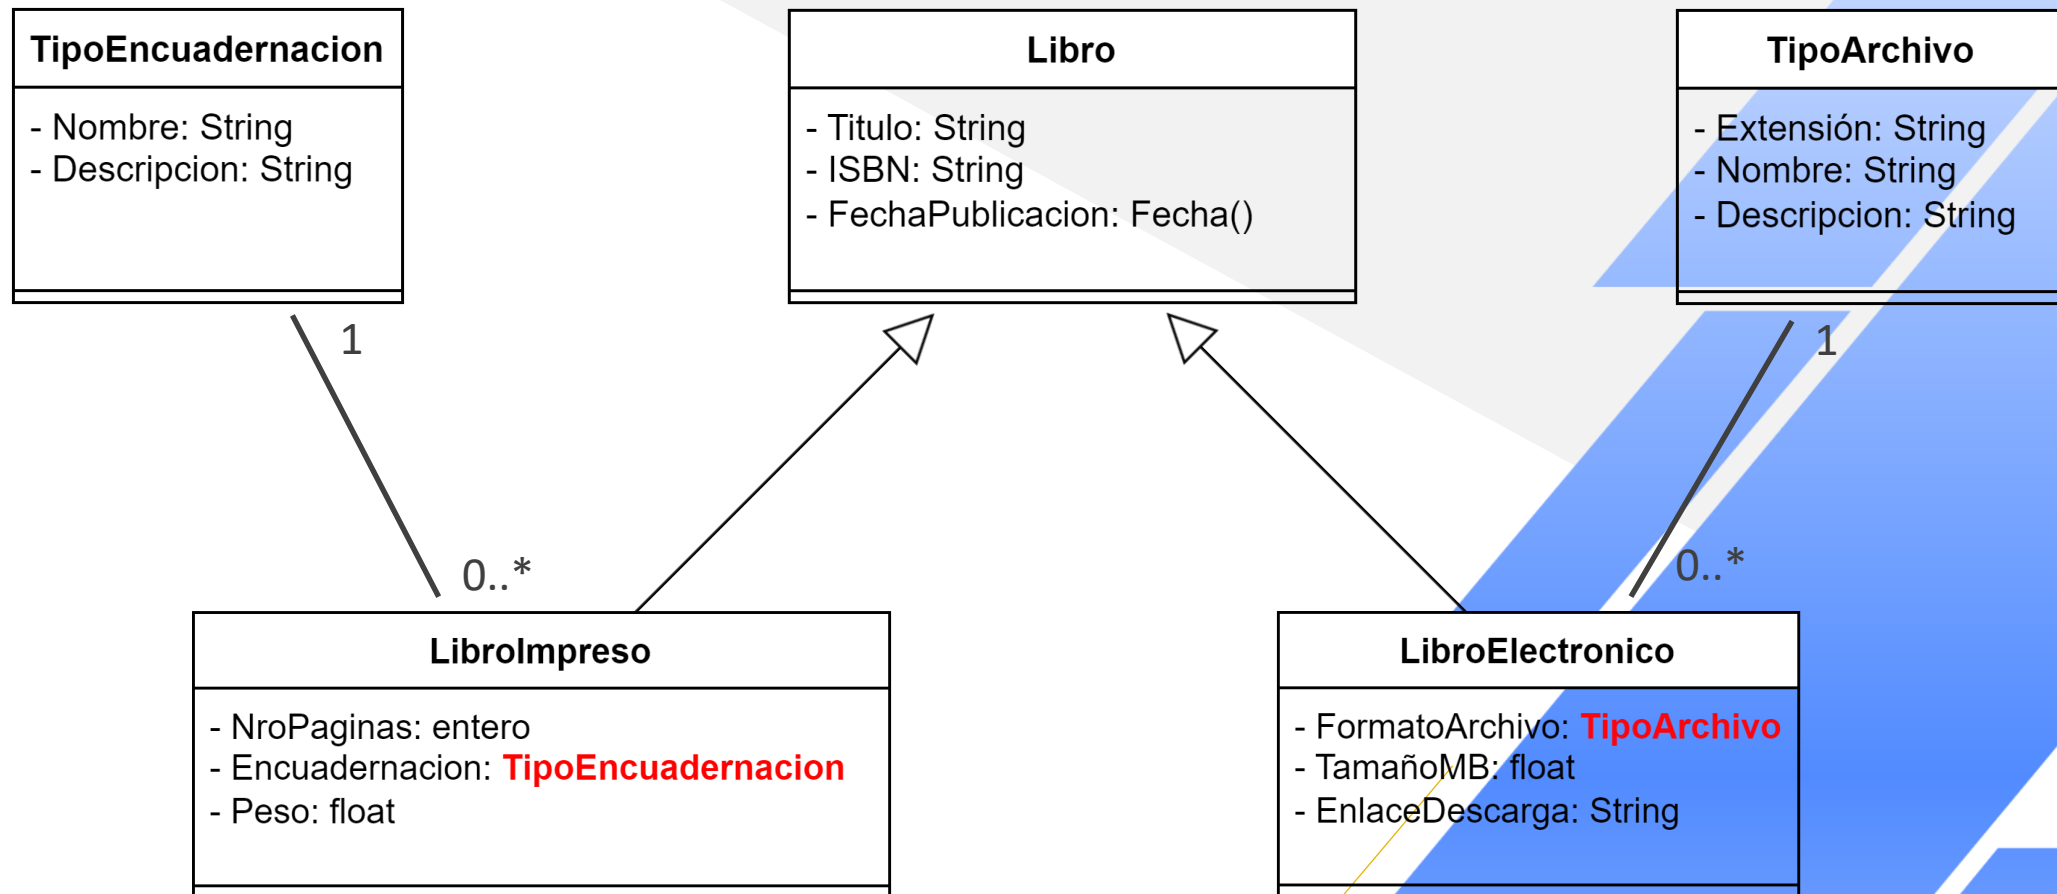 TipoEncuadernacion
- Nombre: String
- Descripcion: String
Libro
- Titulo: String
- ISBN: String
- FechaPublicacion: Fecha()
TipoArchivo
- Extensión: String
- Nombre: String
- Descripcion: String
1
1
0..*
0..*
LibroImpreso
- NroPaginas: entero
- Encuadernacion: TipoEncuadernacion
- Peso: float
LibroElectronico
- FormatoArchivo: TipoArchivo
- TamañoMB: float
- EnlaceDescarga: String